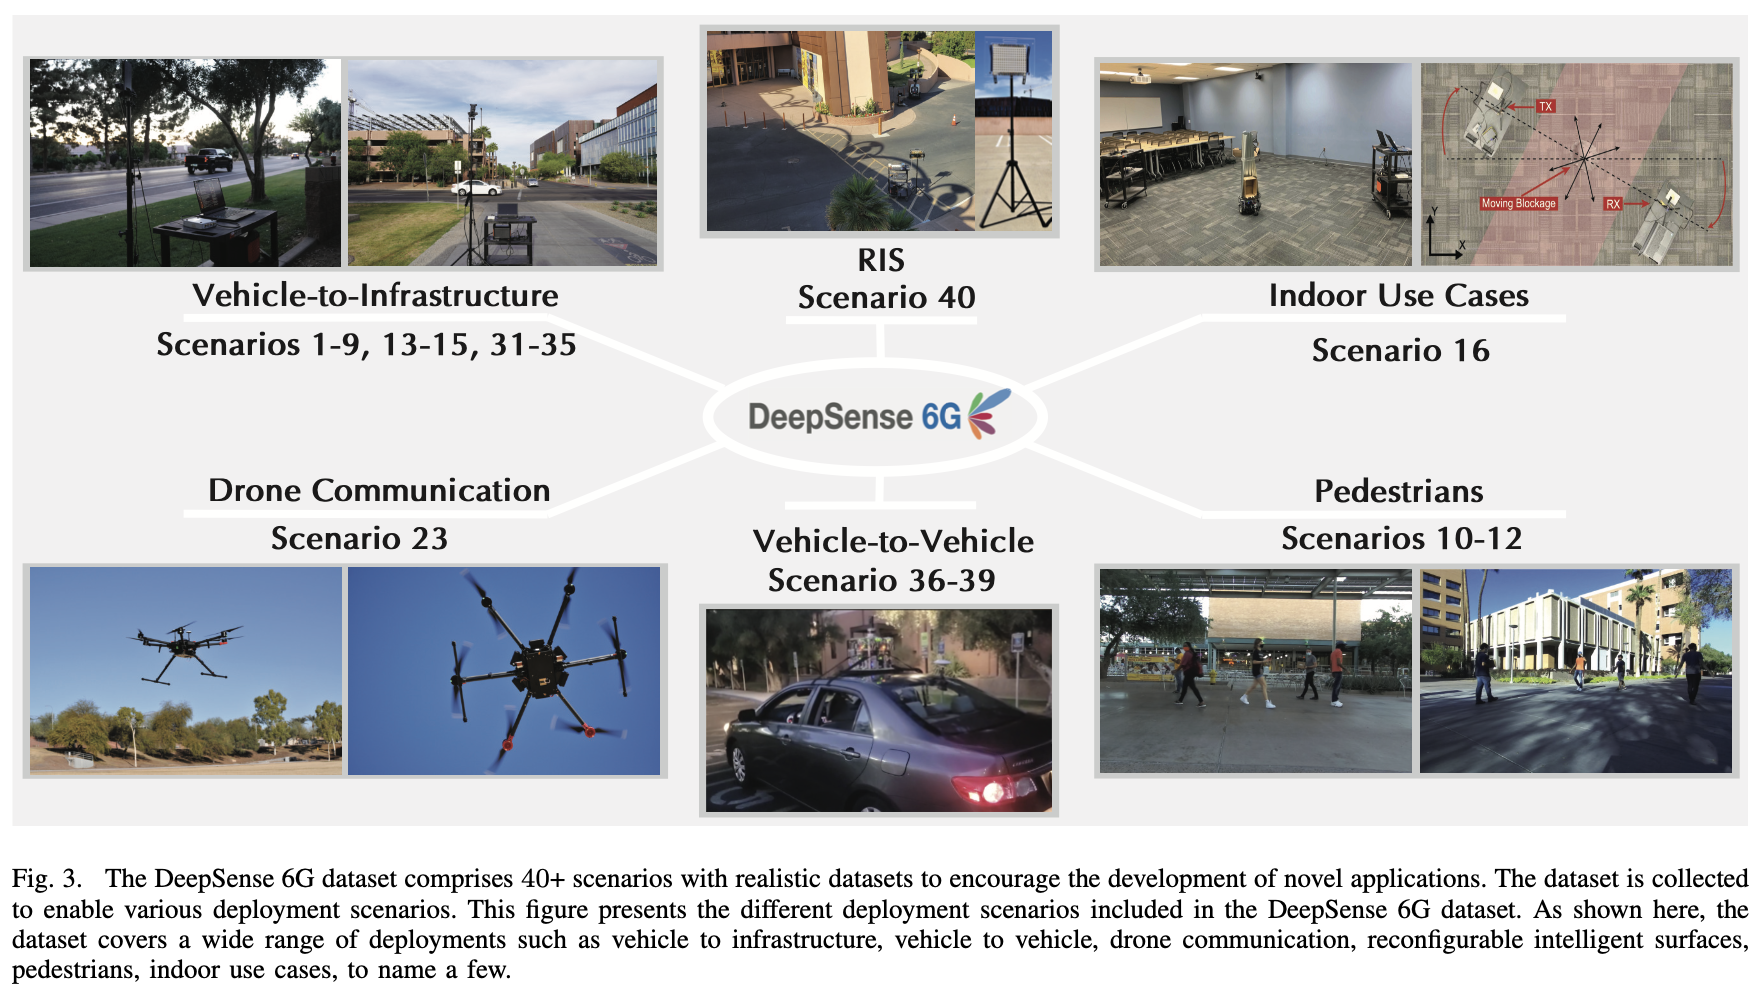 RIS
Scenario 40
Vehicle-to-Infrastructure
Scenarios 1-9, 13-15, 31-35
TX
Moving Blockage
RX
Y
X
Indoor Use Cases
Scenario 16
DeepSense 6G
Drone Communication
Scenario 23
Vehicle-to-Vehicle
Scenario 36-39
Pedestrians
Scenarios 10-12
Fig. 3. The DeepSense 6G dataset comprises 40+ scenarios with realistic datasets to encourage the development of novel applications. The dataset is collected
to enable various deployment scenarios. This figure presents the different deployment scenarios included in the DeepSense 6G dataset. As shown here, the
dataset covers a wide range of deployments such as vehicle to infrastructure, vehicle to vehicle, drone communication, reconfigurable intelligent surfaces,
pedestrians, indoor use cases, to name a few.